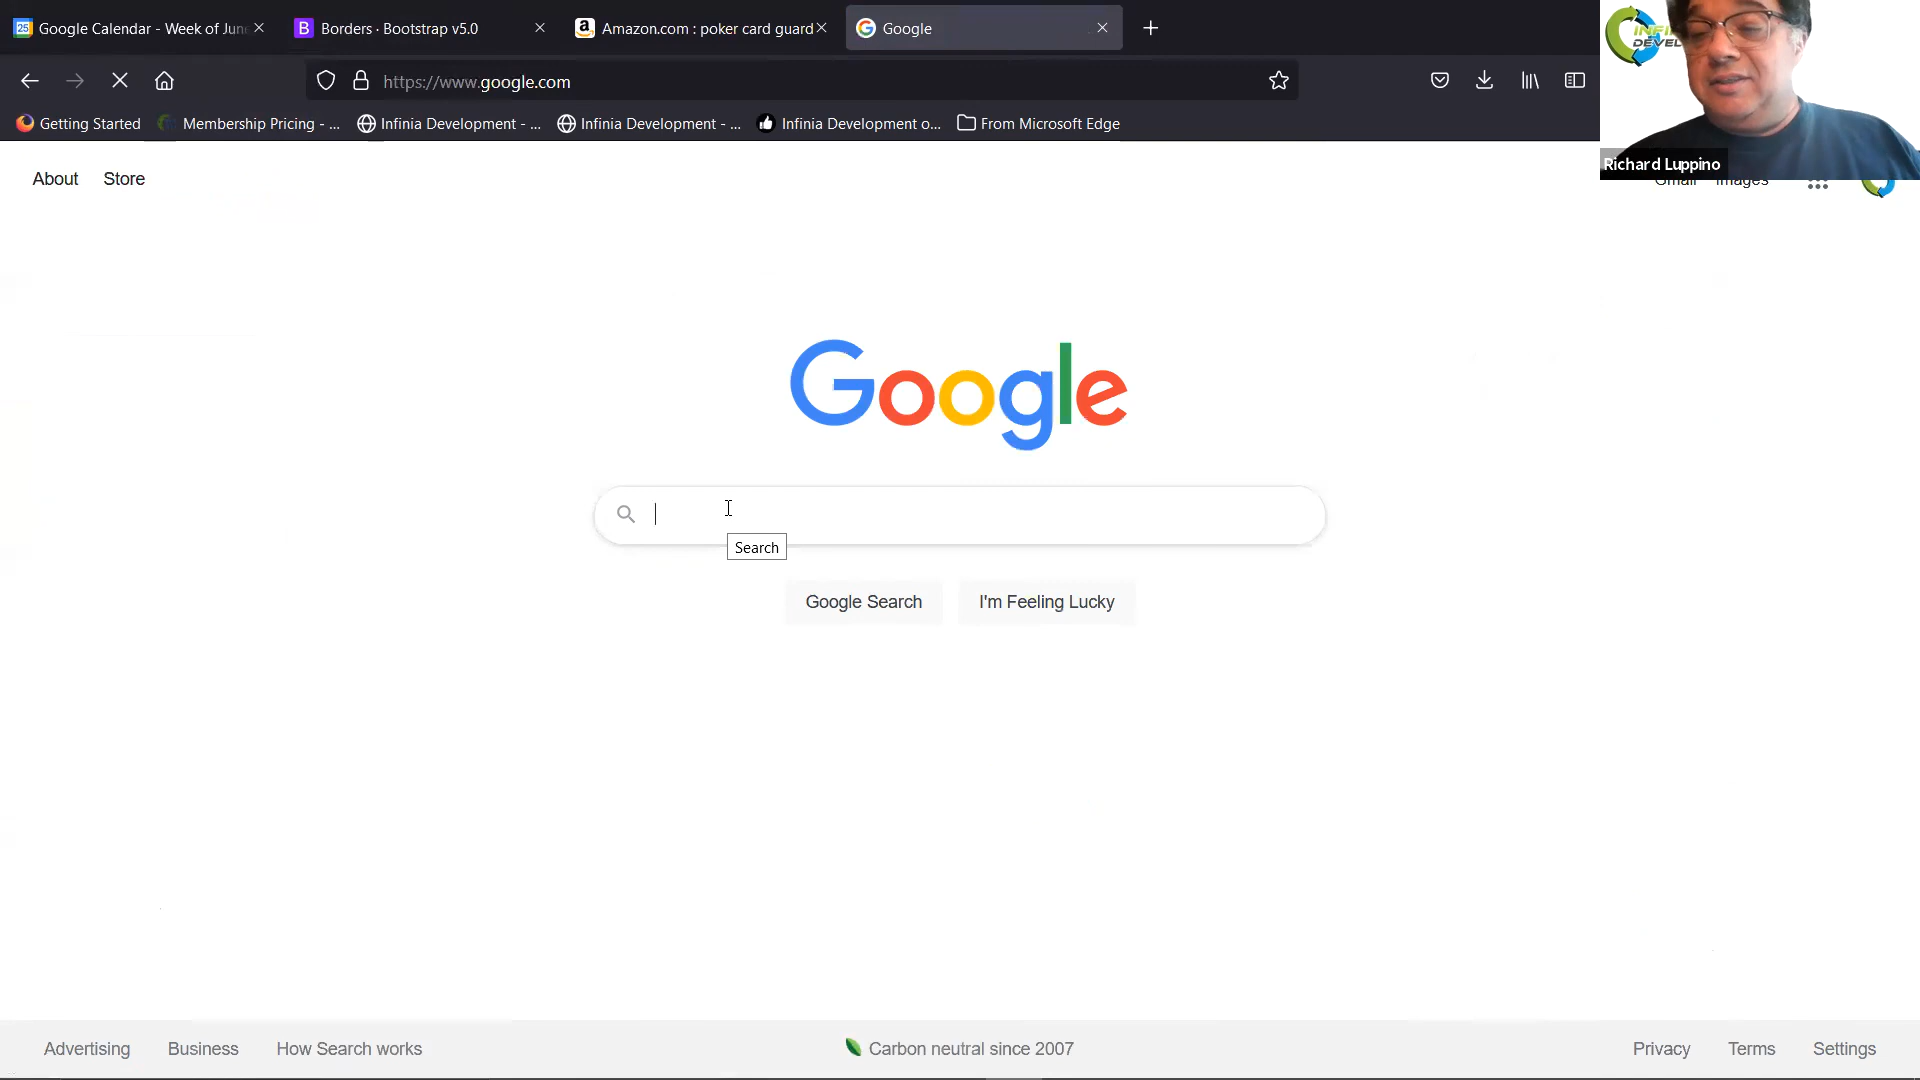 Google Calendar - Week of June
Borders · Bootstrap v5.0
Amazon.com : poker card guard
Google
https://www.google.com
Getting Started
Membership Pricing - ...
Infinia Development - ...
Infinia Development - ...
Infinia Development o...
From Microsoft Edge
Richard Luppino
About
Store
Gmail
Images
Google
Search
Google Search
I'm Feeling Lucky
Advertising
Business
How Search works
Carbon neutral since 2007
Privacy
Terms
Settings